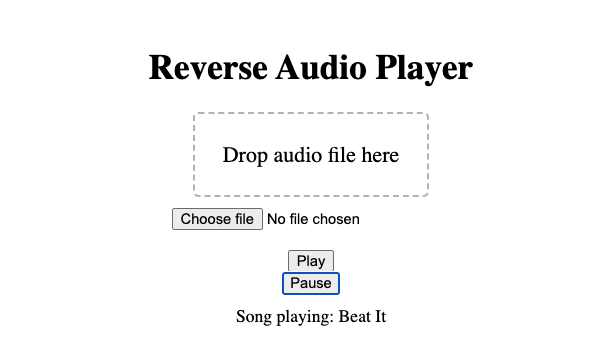 Reverse Audio Player
Drop audio file here
Choose file No file chosen
Play
Pause
Song playing: Beat It